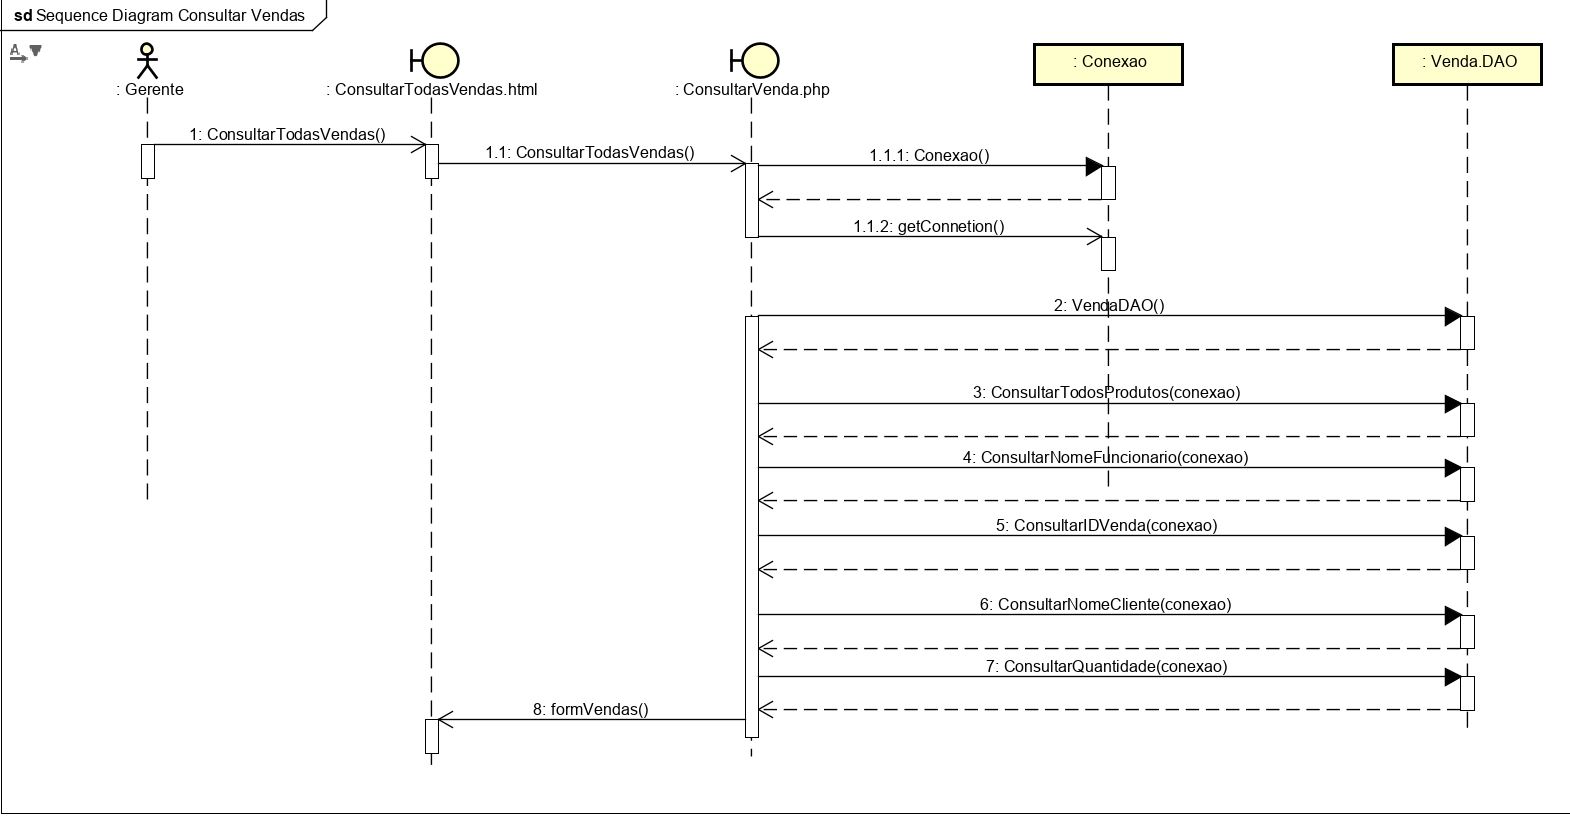 sd Sequence Diagram Consultar Vendas
A
: Gerente
: ConsultarTodasVendas.html
: ConsultarVenda.php
: Conexao
: Venda.DAO
1: ConsultarTodasVendas()
1.1: ConsultarTodasVendas()
1.1.1: Conexao()
1.1.2: getConnetion()
2: VendaDAO()
3: ConsultarTodosProdutos(conexao)
4: ConsultarNomeFuncionario(conexao)
5: ConsultarIDVenda(conexao)
6: ConsultarNomeCliente(conexao)
7: ConsultarQuantidade(conexao)
8: formVendas()